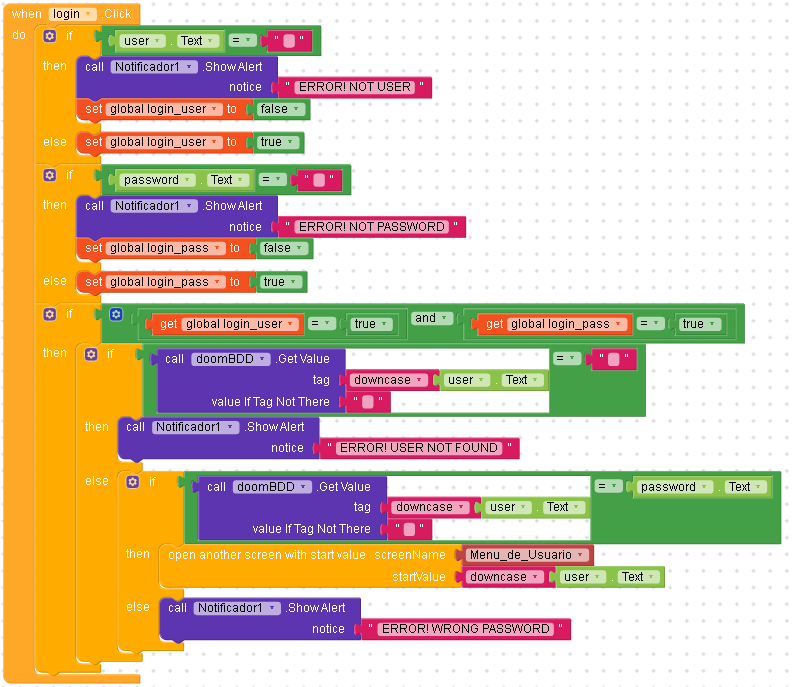 when login .Click
do if user . Text = " "
then call Notificador1 .ShowAlert
notice " ERROR! NOT USER "
set global login_user to false
else set global login_user to true
if password . Text = " "
then call Notificador1 .ShowAlert
notice " ERROR! NOT PASSWORD "
set global login_pass to false
else set global login_pass to true
if get global login_user = true and get global login_pass = true
then if call doomBDD .GetValue = " "
tag downcase user . Text
value If Tag Not There " "
then call Notificador1 .ShowAlert
notice " ERROR! USER NOT FOUND "
else if call doomBDD .GetValue = password . Text
tag downcase user . Text
value If Tag Not There " "
then open another screen with start value screenName Menu_de_Usuario
startValue downcase user . Text
else call Notificador1 .ShowAlert
notice " ERROR! WRONG PASSWORD "